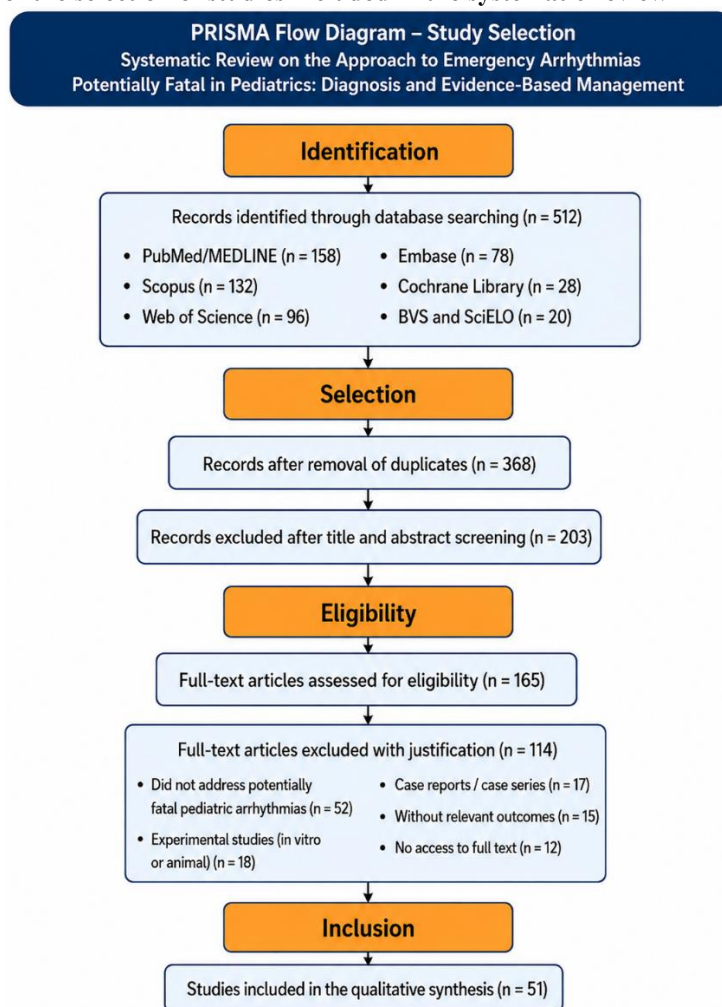 PRISMA Flow Diagram – Study Selection
Systematic Review on the Approach to Emergency Arrhythmias
Potentially Fatal in Pediatrics: Diagnosis and Evidence-Based Management
Identification
Records identified through database searching (n = 512)
• PubMed/MEDLINE (n = 158)
• Scopus (n = 132)
• Web of Science (n = 96)
• Embase (n = 78)
• Cochrane Library (n = 28)
• BVS and SciELO (n = 20)
Selection
Records after removal of duplicates (n = 368)
Records excluded after title and abstract screening (n = 203)
Eligibility
Full-text articles assessed for eligibility (n = 165)
Full-text articles excluded with justification (n = 114)
• Did not address potentially
fatal pediatric arrhythmias (n = 52)
• Experimental studies (in vitro
or animal) (n = 18)
• Case reports / case series (n = 17)
• Without relevant outcomes (n = 15)
• No access to full text (n = 12)
Inclusion
Studies included in the qualitative synthesis (n = 51)